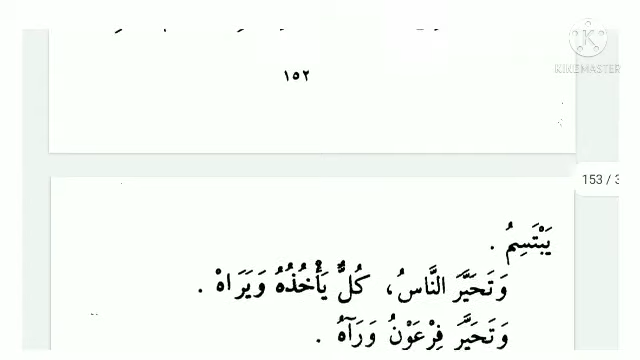 KINEMASTER
١٥٢
153 / 3
يَبْتَسِمُ .
وَتَحَيَّرَ النَّاسُ، كُلٌّ يَأْخُذُهُ وَيَرَاهْ .
وَتَحَيَّرَ فِرْعَوْنُ وَرَآهُ .